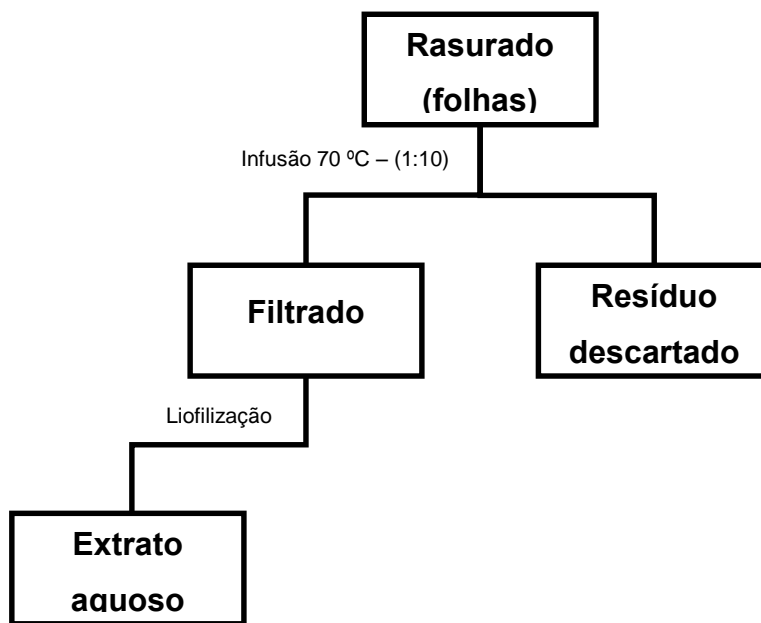 Rasurado
(folhas)
Infusão 70 ºC – (1:10)
Filtrado
Resíduo
descartado
Liofilização
Extrato
aquoso